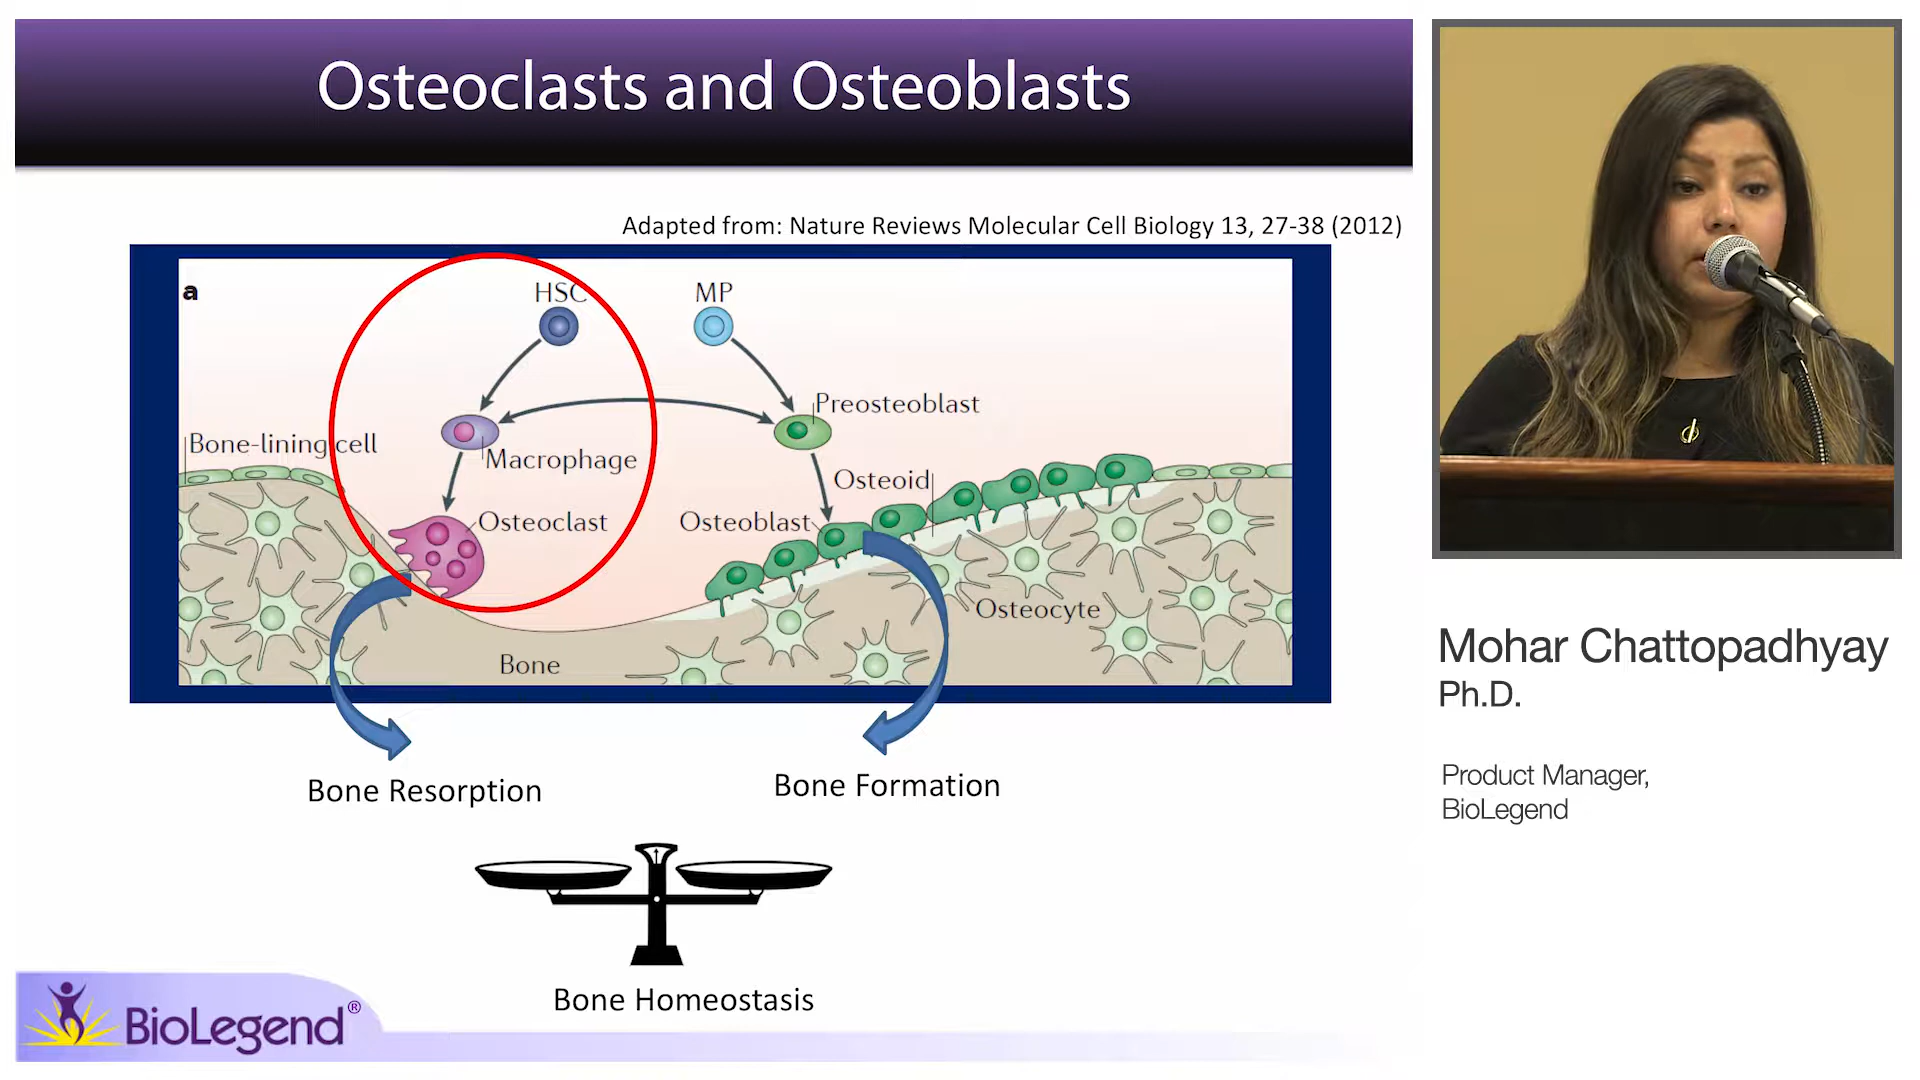 Osteoclasts and Osteoblasts
Adapted from: Nature Reviews Molecular Cell Biology 13, 27-38 (2012)
a
HSC
MP
Preosteoblast
Bone-lining cell
Macrophage
Osteoid
Osteoclast
Osteoblast
Osteocyte
Bone
Bone Resorption
Bone Formation
Bone Homeostasis
BioLegend®
Mohar Chattopadhyay
Ph.D.
Product Manager,
BioLegend